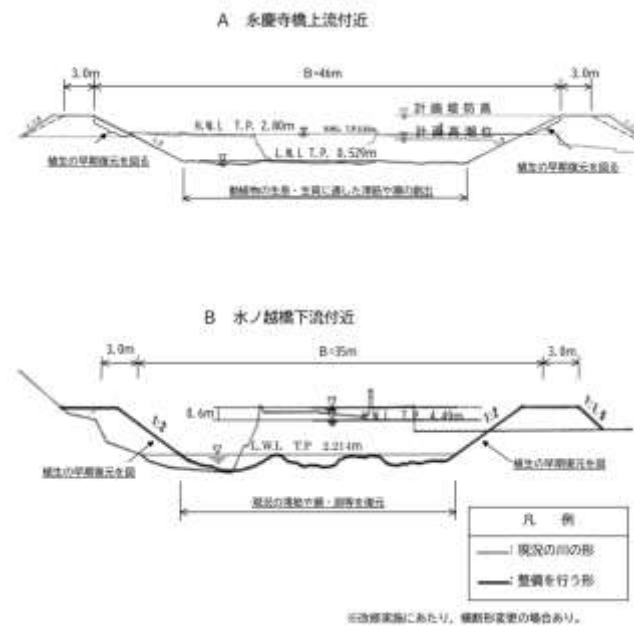 A 永慶寺橋上流付近
3.0m
B=46m
3.0m
計画堤防高
H.W.L T.P. 2.80m
計画高潮位
L.W.L T.P. 0.529m
植生の早期復元を図る
植生の早期復元を図る
動植物の生息・生育に適した澪筋や瀬の創出
B 水ノ越橋下流付近
3.0m
B=35m
3.0m
1:2
0.6m
H.W.L T.P. 4.49m
1:2
1:1.5
L.W.L T.P 2.214m
植生の早期復元を図
植生の早期復元を図
現況の澪筋や瀬・淵等を復元
凡 例
:現況の川の形
:整備を行う形
※改修実施にあたり、横断形変更の場合あり。